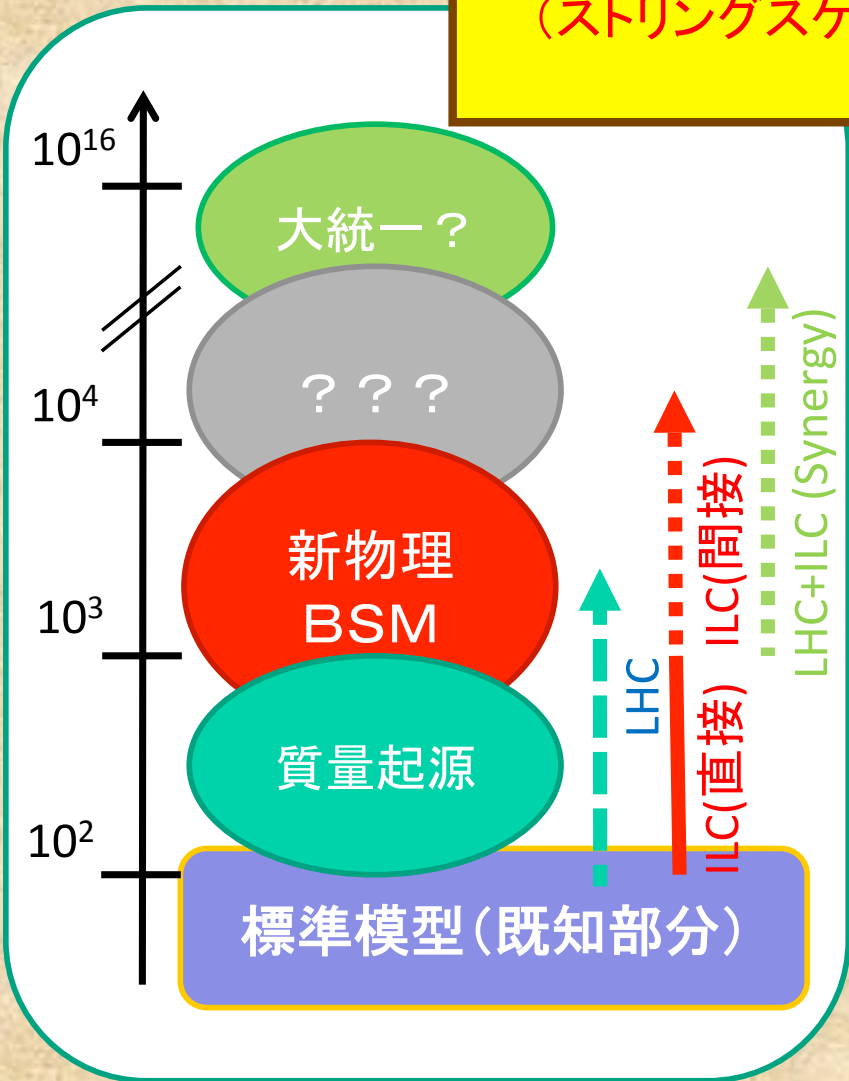 （ストリングスケ
10¹⁶
大統一？
？？？
10⁴
新物理
ＢＳＭ
10³
質量起源
10²
標準模型（既知部分）
LHC
ILC(直接)
ILC(間接)
LHC+ILC (Synergy)